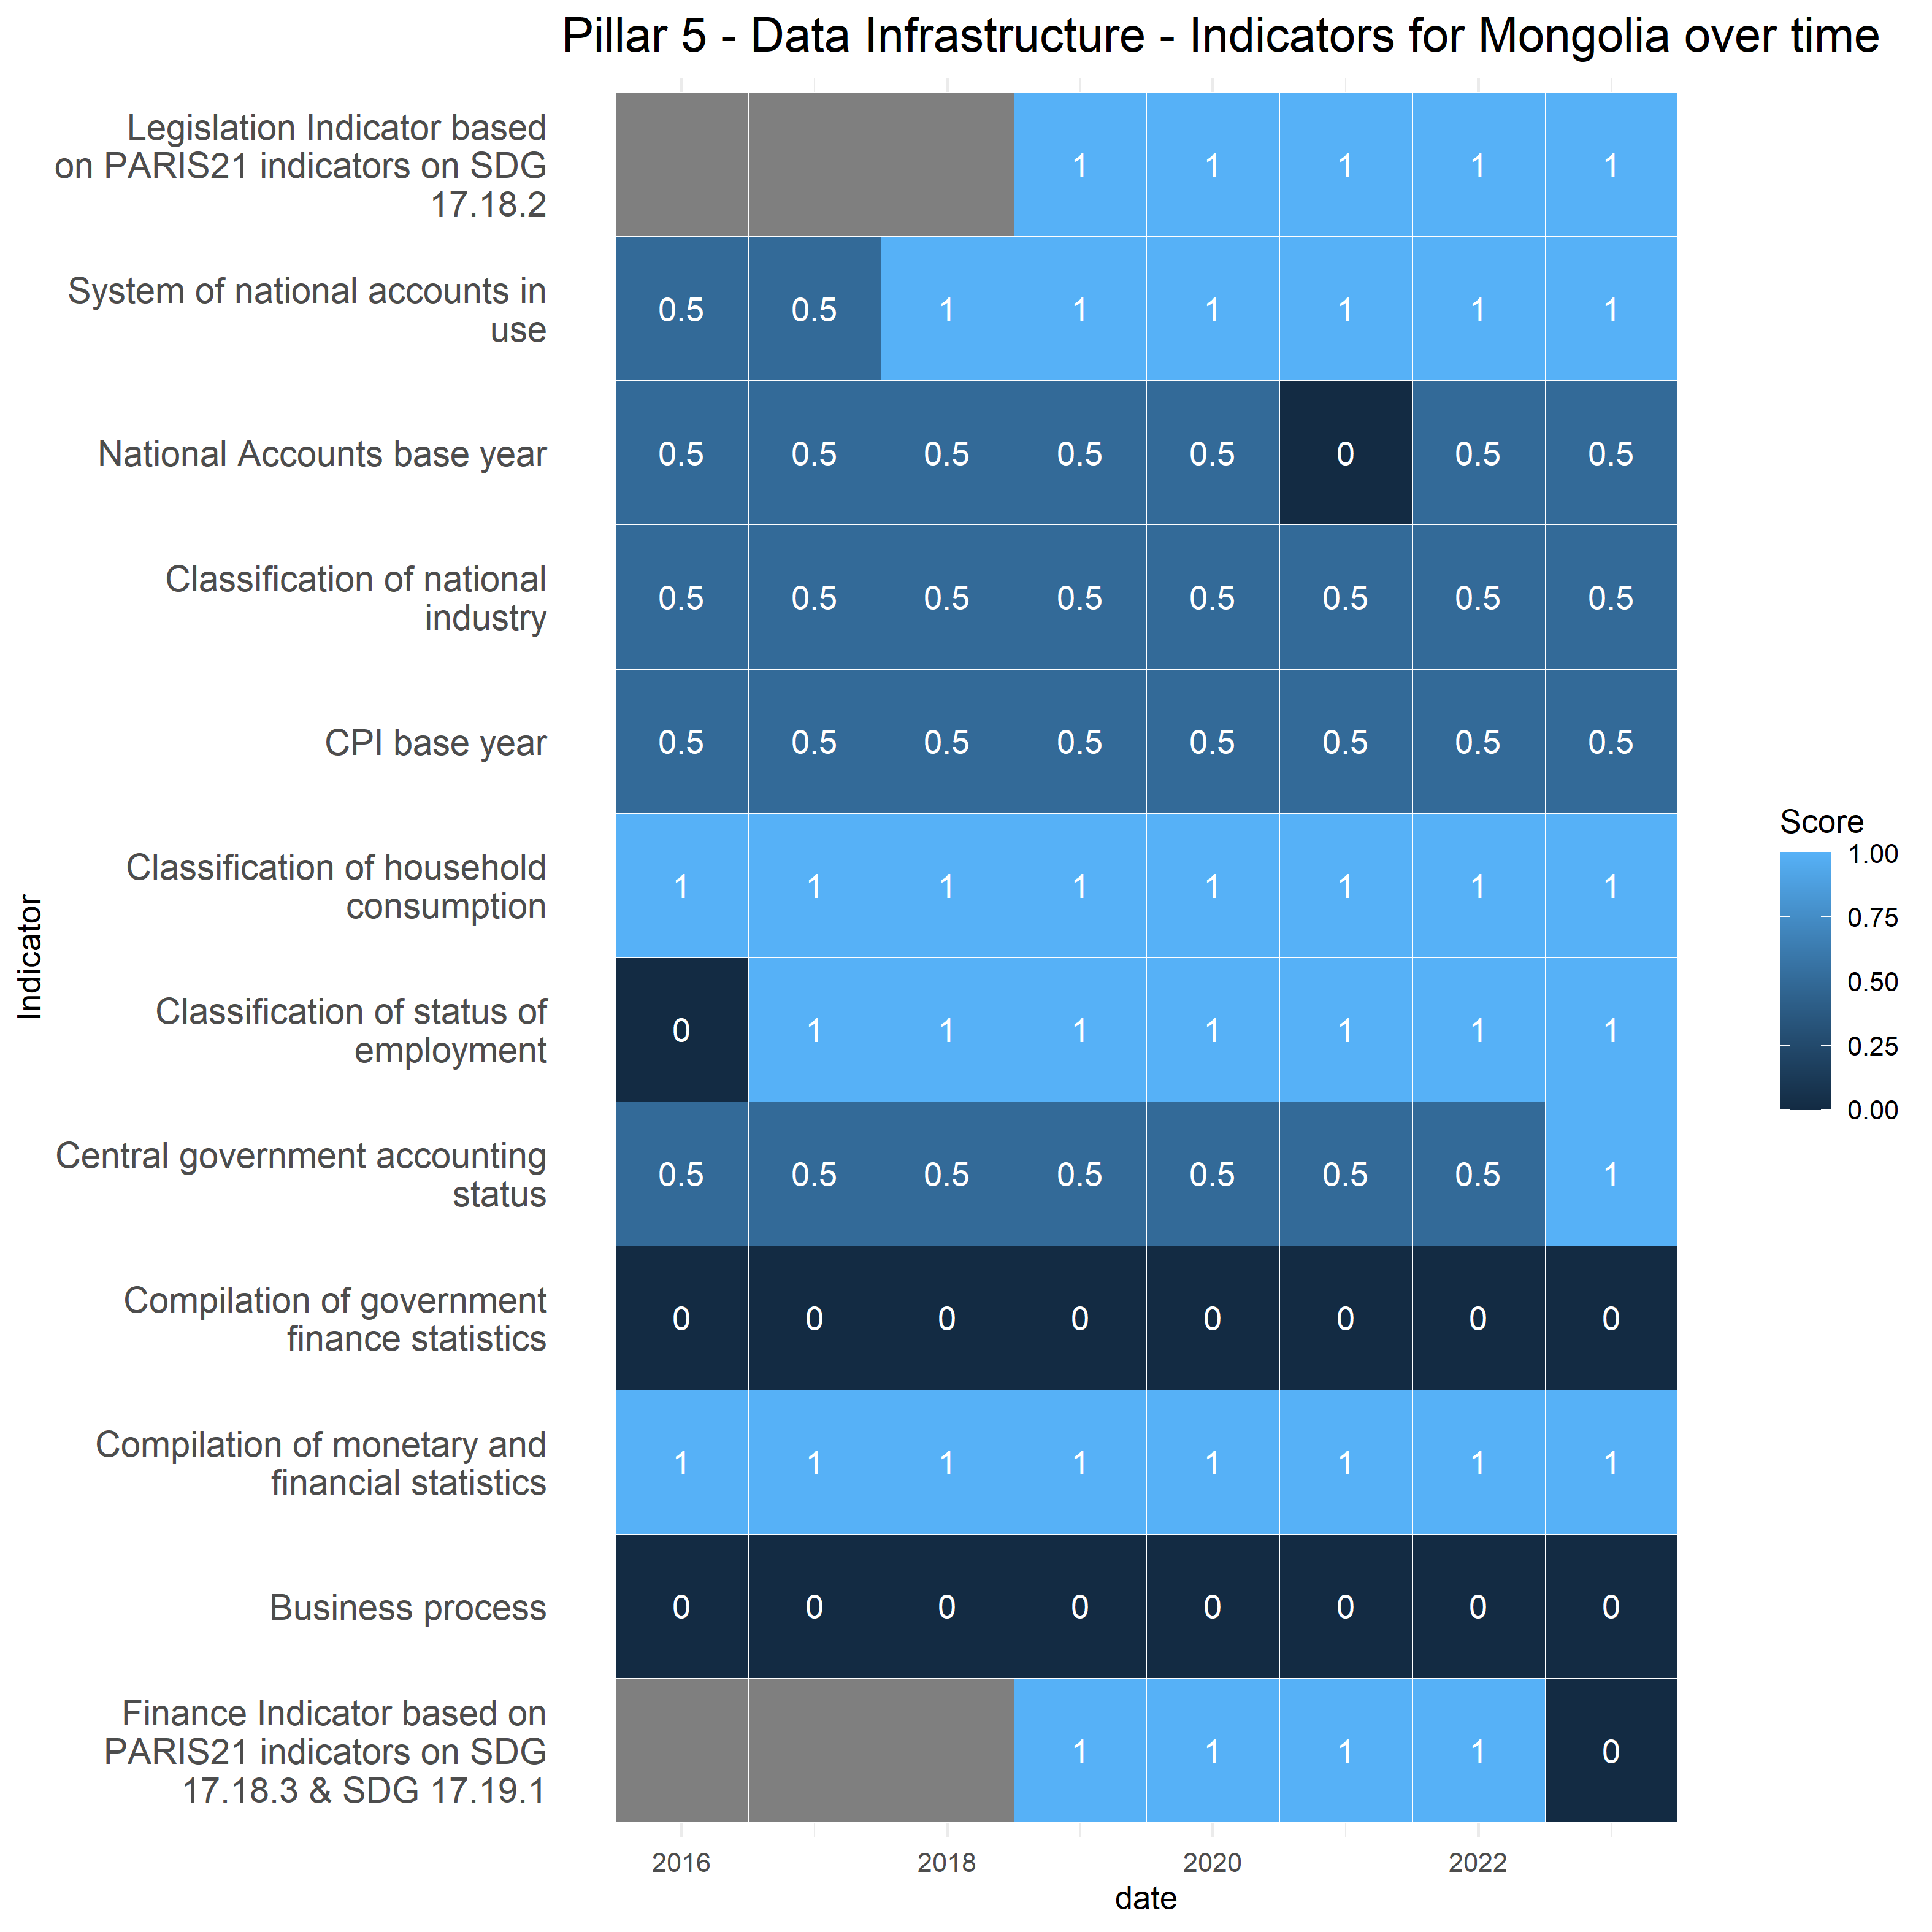 Pillar 5 - Data Infrastructure - Indicators for Mongolia over time
Indicator
Legislation Indicator based
on PARIS21 indicators on SDG
17.18.2
1 1 1 1 1
System of national accounts in
use
0.5 0.5 1 1 1 1 1 1
National Accounts base year
0.5 0.5 0.5 0.5 0.5 0 0.5 0.5
Classification of national
industry
0.5 0.5 0.5 0.5 0.5 0.5 0.5 0.5
CPI base year
0.5 0.5 0.5 0.5 0.5 0.5 0.5 0.5
Classification of household
consumption
1 1 1 1 1 1 1 1
Classification of status of
employment
0 1 1 1 1 1 1 1
Central government accounting
status
0.5 0.5 0.5 0.5 0.5 0.5 0.5 1
Compilation of government
finance statistics
0 0 0 0 0 0 0 0
Compilation of monetary and
financial statistics
1 1 1 1 1 1 1 1
Business process
0 0 0 0 0 0 0 0
Finance Indicator based on
PARIS21 indicators on SDG
17.18.3 & SDG 17.19.1
1 1 1 1 0
2016 2018 2020 2022
date
Score
1.00
0.75
0.50
0.25
0.00